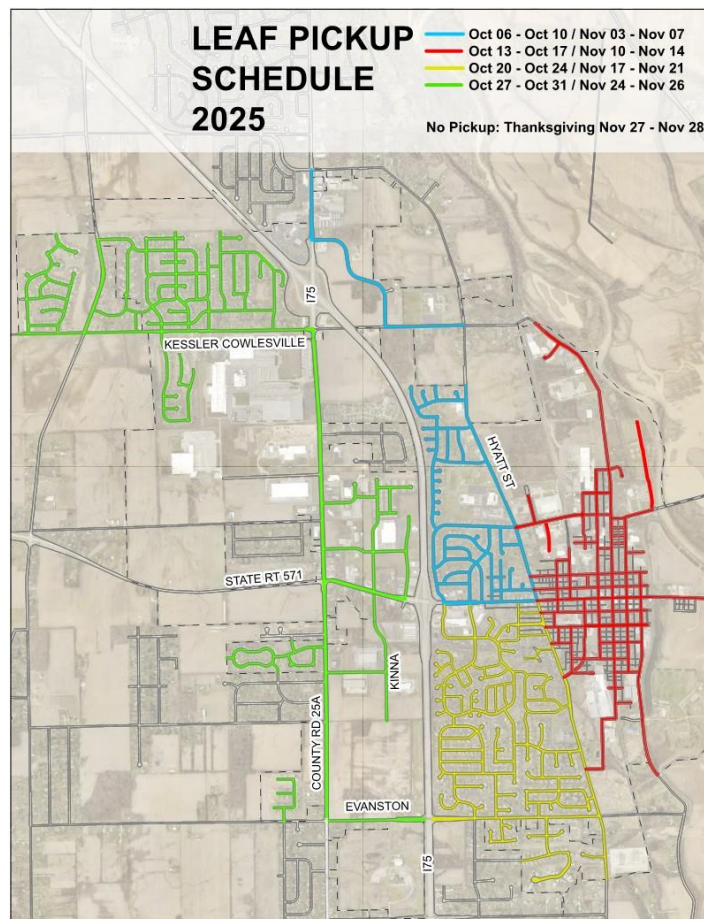 LEAF PICKUP
SCHEDULE
2025
Oct 06 - Oct 10 / Nov 03 - Nov 07
Oct 13 - Oct 17 / Nov 10 - Nov 14
Oct 20 - Oct 24 / Nov 17 - Nov 21
Oct 27 - Oct 31 / Nov 24 - Nov 26
No Pickup: Thanksgiving Nov 27 - Nov 28
I75
KESSLER COWLESVILLE
HYATT ST
STATE RT 571
KINNA
COUNTY RD 25A
EVANSTON
I75